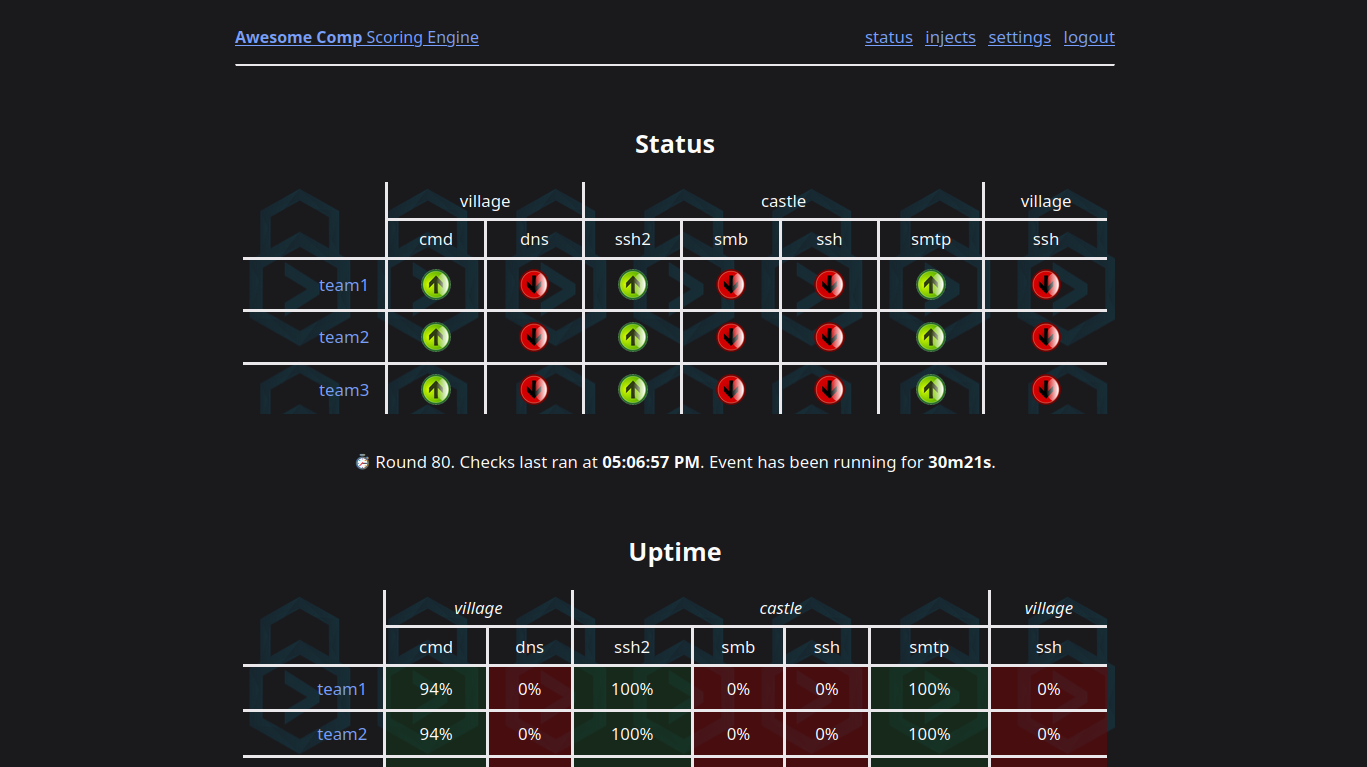 Awesome Comp Scoring Engine status injects settings logout
Status
village castle village
cmd dns ssh2 smb ssh smtp ssh
team1
team2
team3
Round 80. Checks last ran at 05:06:57 PM. Event has been running for 30m21s.
Uptime
village castle village
cmd dns ssh2 smb ssh smtp ssh
team1 94% 0% 100% 0% 0% 100% 0%
team2 94% 0% 100% 0% 0% 100% 0%